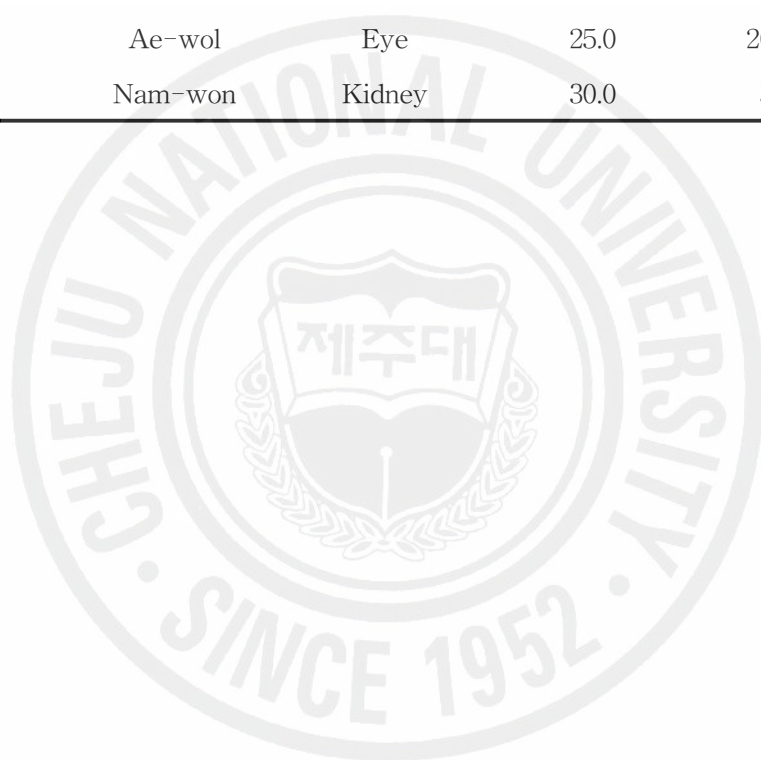 Ae-wol Eye 25.0
Nam-won Kidney 30.0
CHEJU NATIONAL UNIVERSITY
제주대
SINCE 1952